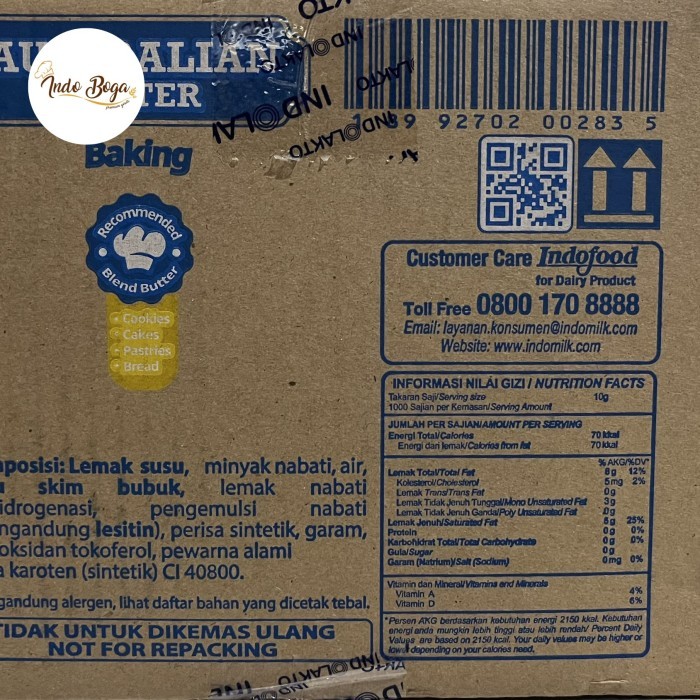 Indo Boga
INDOLAKTO
Baking
Recommended
Blend Butter
Cookies
Cakes
Pastries
Bread
1 89 92702 00283 5
Customer Care Indofood
for Dairy Product
Toll Free 0800 170 8888
Email: layanan.konsumen@indomilk.com
Website: www.indomilk.com
INFORMASI NILAI GIZI / NUTRITION FACTS
Takaran Saji/Serving size 10g
1000 Sajian per Kemasan/Serving Amount
JUMLAH PER SAJIAN/AMOUNT PER SERVING
Energi Total/Calories 70 kkal
Energi dari lemak/Calories from fat 70 kkal
% AKG/%DV*
Lemak Total/Total Fat 8g 12%
Kolesterol/Cholesterol 5mg 2%
Lemak Trans/Trans Fat 0g
Lemak Tidak Jenuh Tunggal/Mono Unsaturated Fat 3g
Lemak Tidak Jenuh Ganda/Poly Unsaturated Fat 0g
Lemak Jenuh/Saturated Fat 5g 25%
Protein 0g 0%
Karbohidrat Total/Total Carbohydrate 0g 0%
Gula/Sugar 0g
Garam (Natrium)/Salt (Sodium) 0mg 0%
Vitamin dan Mineral/Vitamins and Minerals
Vitamin A 4%
Vitamin D 6%
*Persen AKG berdasarkan kebutuhan energi 2150 kkal. Kebutuhan
energi anda mungkin lebih tinggi atau lebih rendah/ Percent Daily
Values are based on 2150 kcal. Your daily values may be higher or
lower depending on your calories need.
posisi: Lemak susu, minyak nabati, air,
skim bubuk, lemak nabati
idrogenasi, pengemulsi nabati
ngandung lesitin), perisa sintetik, garam,
oksidan tokoferol, pewarna alami
a karoten (sintetik) CI 40800.
gandung alergen, lihat daftar bahan yang dicetak tebal.
TIDAK UNTUK DIKEMAS ULANG
NOT FOR REPACKING